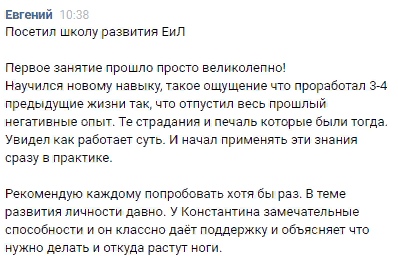 Евгений 10:38
Посетил школу развития ЕиЛ
Первое занятие прошло просто великолепно!
Научился новому навыку, такое ощущение что проработал 3-4
предыдущие жизни так, что отпустил весь прошлый
негативные опыт. Те страдания и печаль которые были тогда.
Увидел как работает суть. И начал применять эти знания
сразу в практике.
Рекомендую каждому попробовать хотя бы раз. В теме
развития личности давно. У Константина замечательные
способности и он классно даёт поддержку и объясняет что
нужно делать и откуда растут ноги.